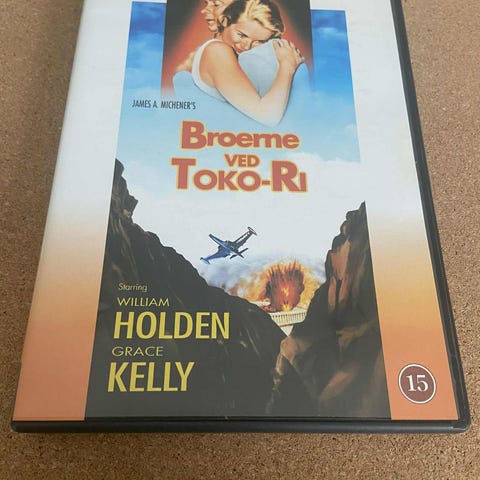 JAMES A. MICHENER'S
BROERNE
VED
TOKO-RI
Starring
WILLIAM
HOLDEN
GRACE
KELLY
15